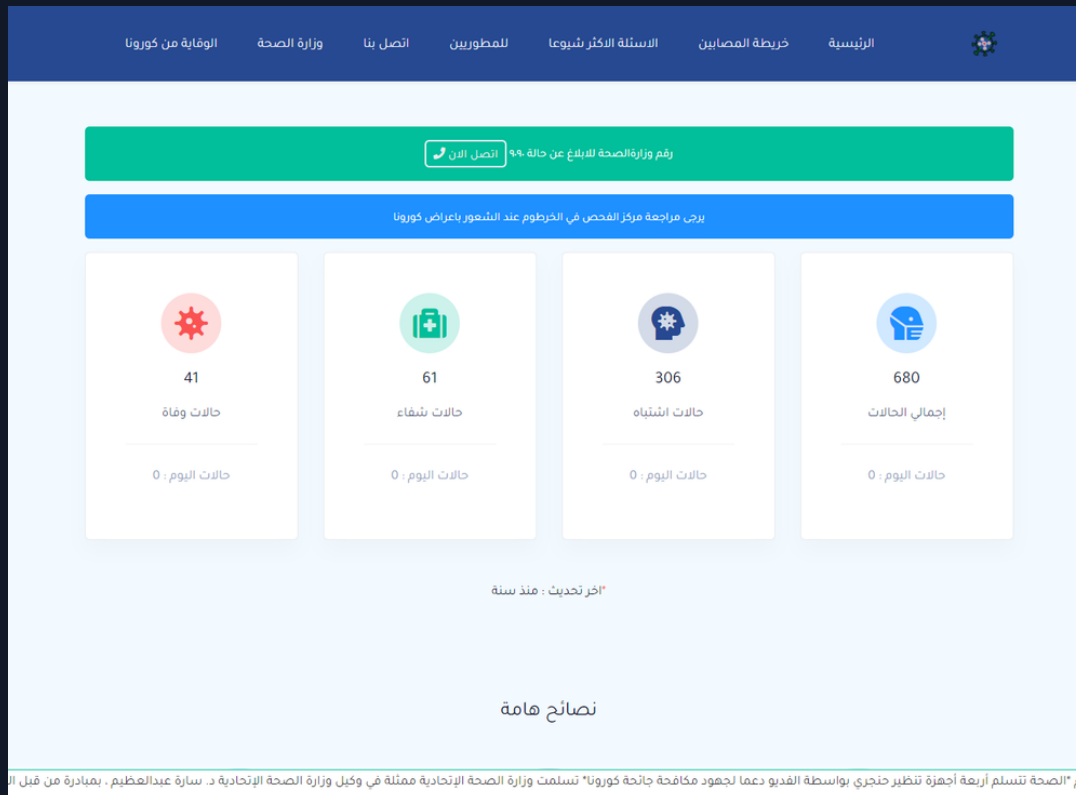 الرئيسية
خريطة المصابين
الاسئلة الاكثر شيوعا
للمطوريين
اتصل بنا
وزارة الصحة
الوقاية من كورونا
رقم وزارةالصحة للابلاغ عن حالة ٩٠٩٠ اتصل الان
يرجى مراجعة مركز الفحص في الخرطوم عند الشعور باعراض كورونا
680
إجمالي الحالات
حالات اليوم : 0
306
حالات اشتباه
حالات اليوم : 0
61
حالات شفاء
حالات اليوم : 0
41
حالات وفاة
حالات اليوم : 0
*اخر تحديث : منذ سنة
نصائح هامة
*الصحة تتسلم أربعة أجهزة تنظير حنجري بواسطة الفديو دعما لجهود مكافحة جائحة كورونا* تسلمت وزارة الصحة الإتحادية ممثلة في وكيل وزارة الصحة الإتحادية د. سارة عبدالعظيم ، بمبادرة من قبل